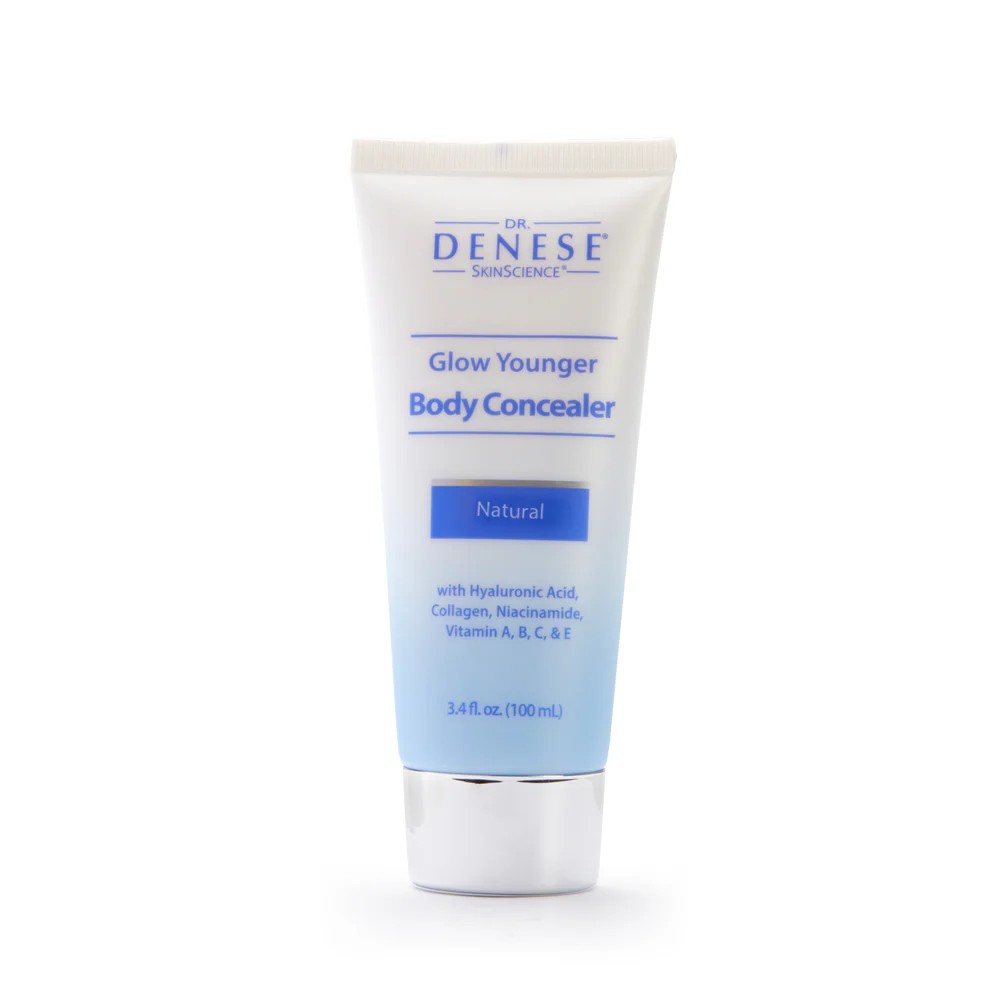 DR.
DENESE®
SKINSCIENCE®
Glow Younger
Body Concealer
Natural
with Hyaluronic Acid,
Collagen, Niacinamide,
Vitamin A, B, C, & E
3.4 fl. oz. (100 mL)